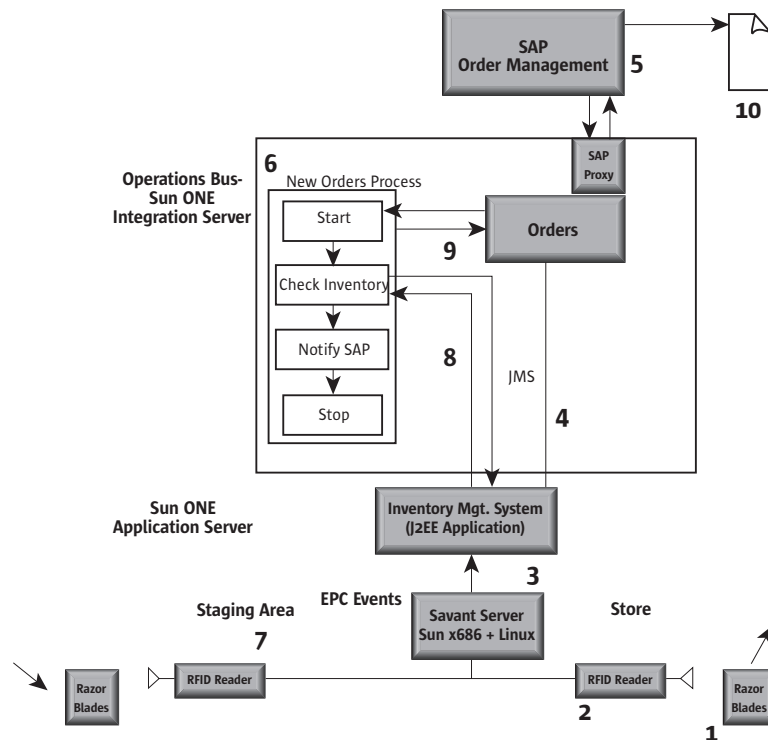 SAP
Order Management
5
10
SAP
Proxy
Operations Bus-
Sun ONE
Integration Server
6
New Orders Process
Start
Orders
9
Check Inventory
Notify SAP
8
JMS
Stop
4
Sun ONE
Application Server
Inventory Mgt. System
(J2EE Application)
3
EPC Events
Staging Area
7
Savant Server
Sun x686 + Linux
Store
Razor
Blades
RFID Reader
RFID Reader
2
Razor
Blades
1